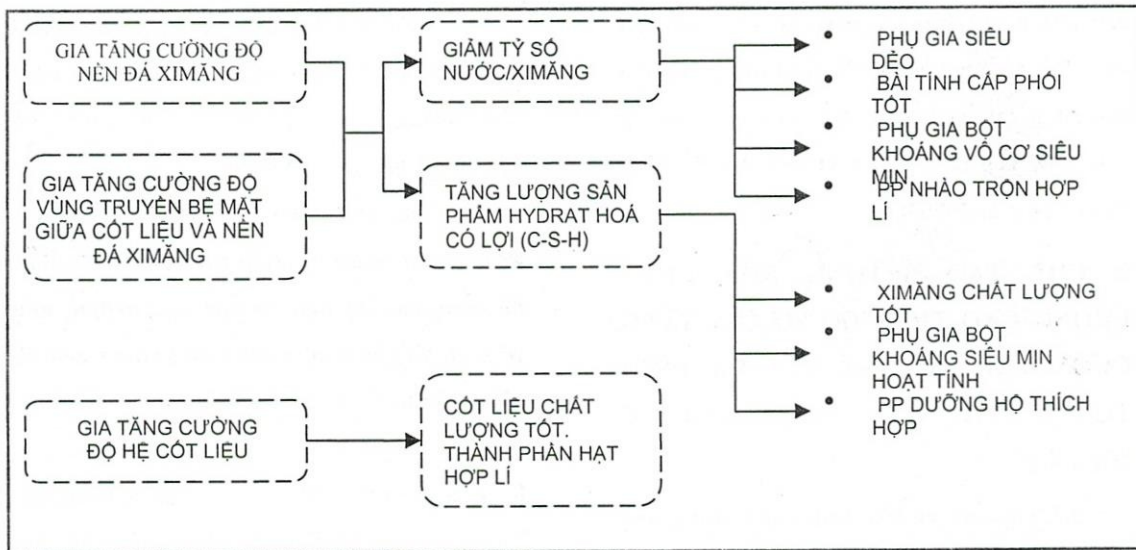 GIA TĂNG CƯỜNG ĐỘ
NỀN ĐÁ XIMĂNG
GIA TĂNG CƯỜNG ĐỘ
VÙNG TRUYỀN BỀ MẶT
GIỮA CỐT LIỆU VÀ NỀN
ĐÁ XIMĂNG
GIA TĂNG CƯỜNG
ĐỘ HỆ CỐT LIỆU
GIẢM TỶ SỐ
NƯỚC/XIMĂNG
TĂNG LƯỢNG SẢN
PHẨM HYDRAT HOÁ
CÓ LỢI (C-S-H)
CỐT LIỆU CHẤT
LƯỢNG TỐT.
THÀNH PHẦN HẠT
HỢP LÍ
• PHỤ GIA SIÊU
DẺO
• BÀI TÍNH CẤP PHỐI
TỐT
• PHỤ GIA BỘT
KHOÁNG VÔ CƠ SIÊU
MỊN
• PP NHÀO TRỘN HỢP
LÍ
• XIMĂNG CHẤT LƯỢNG
TỐT
• PHỤ GIA BỘT
KHOÁNG SIÊU MỊN
HOẠT TÍNH
• PP DƯỠNG HỘ THÍCH
HỢP